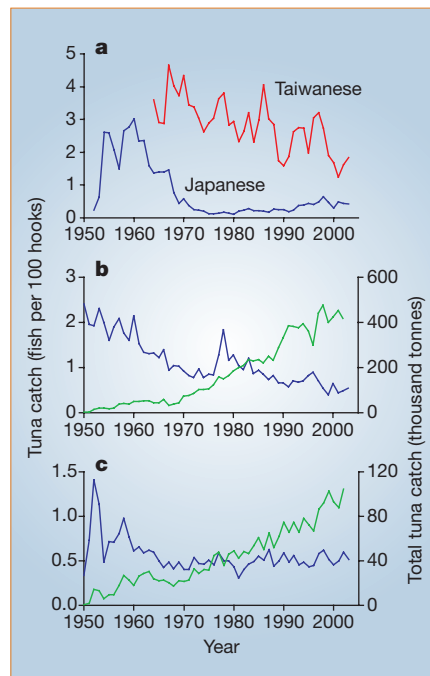 a
5
4
3
2
1
0
Taiwanese
Japanese
1950 1960 1970 1980 1990 2000
b
3
2
1
0
600
400
200
0
1950 1960 1970 1980 1990 2000
c
1.5
1.0
0.5
0.0
120
80
40
0
1950 1960 1970 1980 1990 2000
Year
Tuna catch (fish per 100 hooks)
Total tuna catch (thousand tonnes)